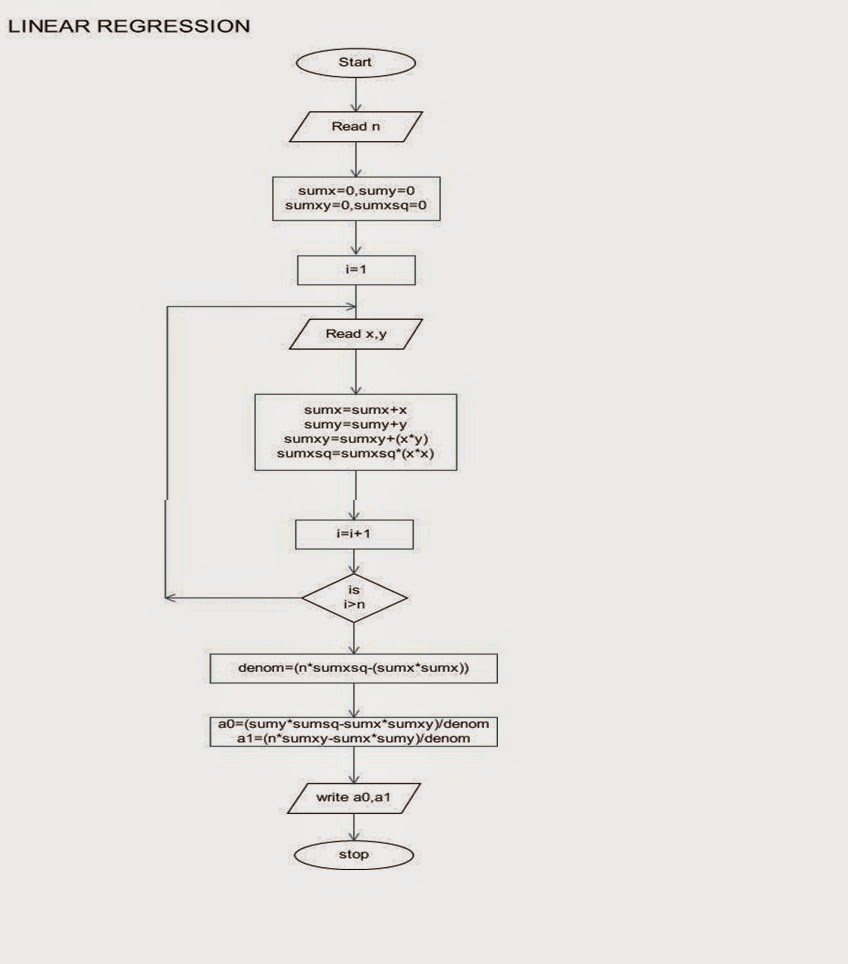 LINEAR REGRESSION
Start
Read n
sumx=0,sumy=0
sumxy=0,sumxsq=0
i=1
Read x,y
sumx=sumx+x
sumy=sumy+y
sumxy=sumxy+(x*y)
sumxsq=sumxsq*(x*x)
i=i+1
is
i>n
denom=(n*sumxsq-(sumx*sumx))
a0=(sumy*sumsq-sumx*sumxy)/denom
a1=(n*sumxy-sumx*sumy)/denom
write a0,a1
stop